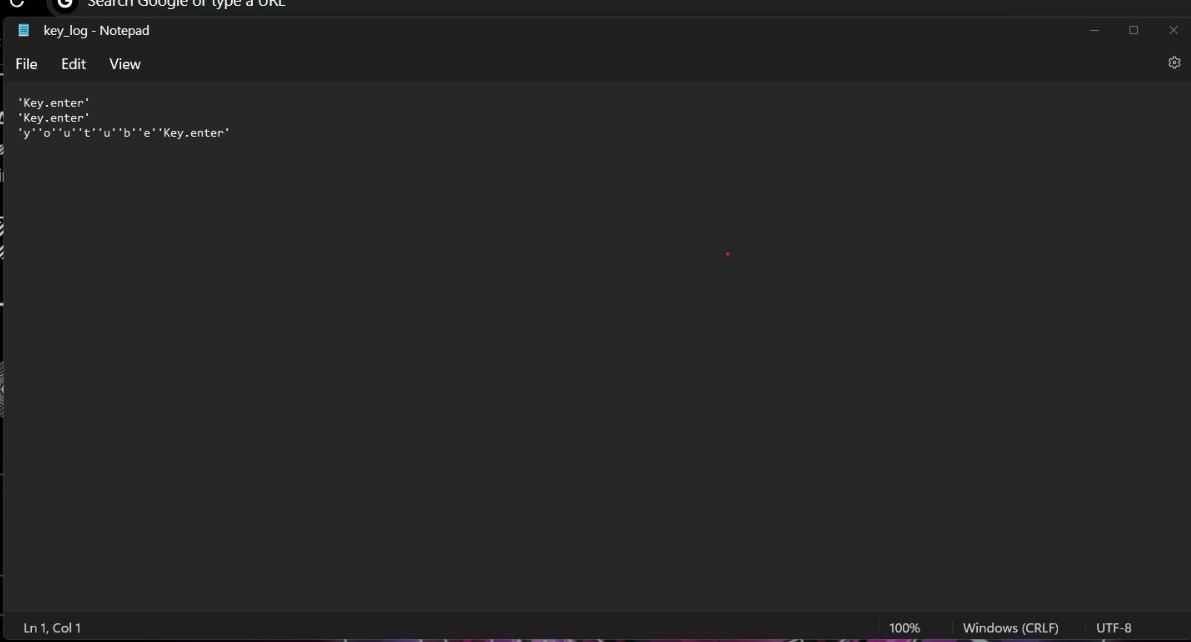 Search Google or type a URL
key_log - Notepad
File Edit View
'Key.enter'
'Key.enter'
'y''o''u''t''u''b''e''Key.enter'
Ln 1, Col 1 100% Windows (CRLF) UTF-8